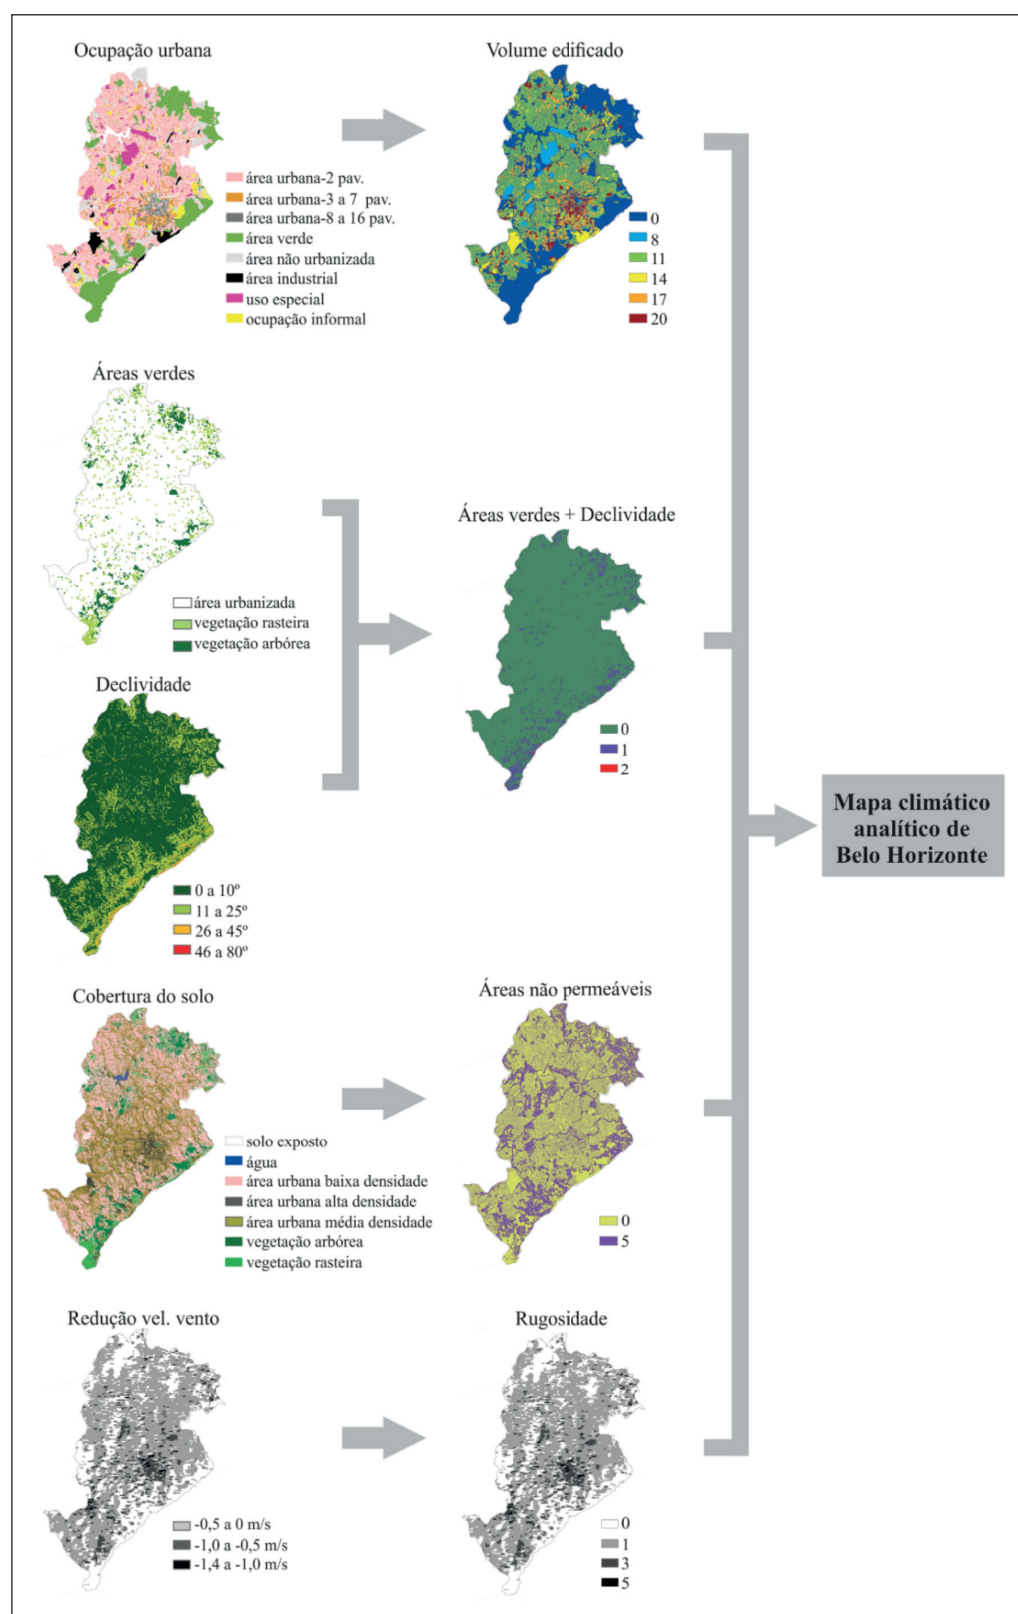 Ocupação urbana
área urbana-2 pav.
área urbana-3 a 7 pav.
área urbana-8 a 16 pav.
área verde
área não urbanizada
área industrial
uso especial
ocupação informal
Volume edificado
0
8
11
14
17
20
Áreas verdes
área urbanizada
vegetação rasteira
vegetação arbórea
Declividade
0 a 10º
11 a 25º
26 a 45º
46 a 80º
Áreas verdes + Declividade
0
1
2
Mapa climático
analítico de
Belo Horizonte
Cobertura do solo
solo exposto
água
área urbana baixa densidade
área urbana alta densidade
área urbana média densidade
vegetação arbórea
vegetação rasteira
Áreas não permeáveis
0
5
Redução vel. vento
-0,5 a 0 m/s
-1,0 a -0,5 m/s
-1,4 a -1,0 m/s
Rugosidade
0
1
3
5